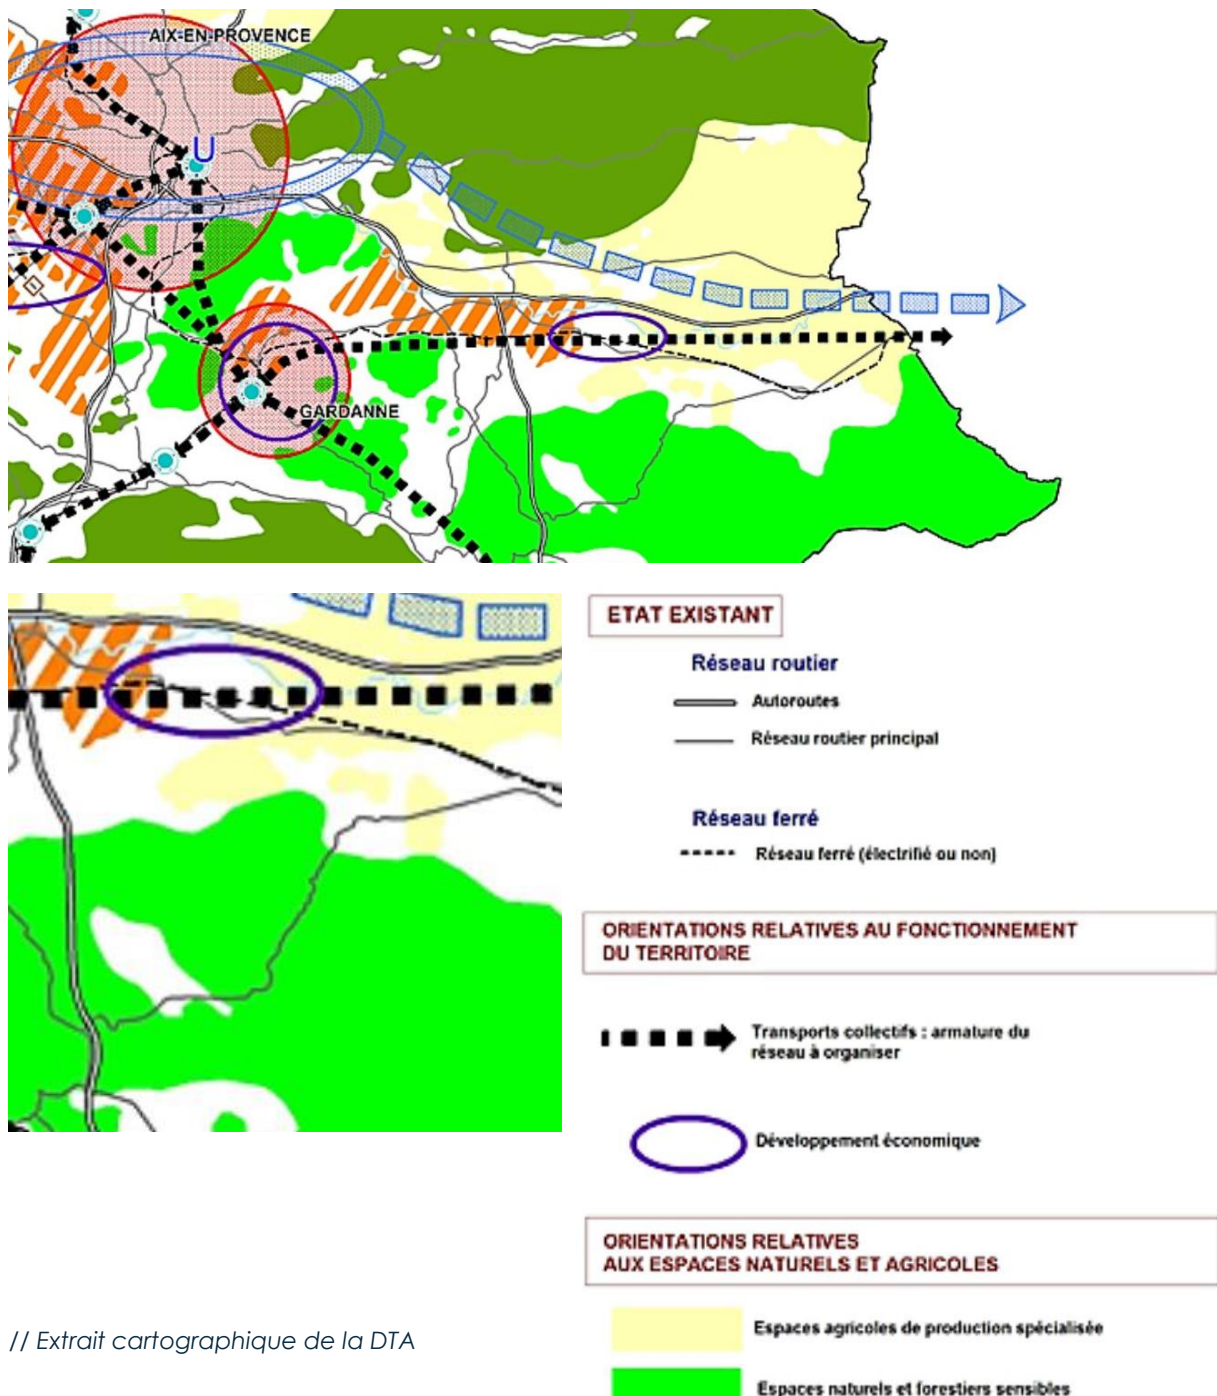 AIX-EN-PROVENCE
U
GARDANNE
ETAT EXISTANT
Réseau routier
Autoroutes
Réseau routier principal
Réseau ferré
Réseau ferré (électrifié ou non)
ORIENTATIONS RELATIVES AU FONCTIONNEMENT
DU TERRITOIRE
Transports collectifs : armature du
réseau à organiser
Développement économique
ORIENTATIONS RELATIVES
AUX ESPACES NATURELS ET AGRICOLES
Espaces agricoles de production spécialisée
Espaces naturels et forestiers sensibles
// Extrait cartographique de la DTA